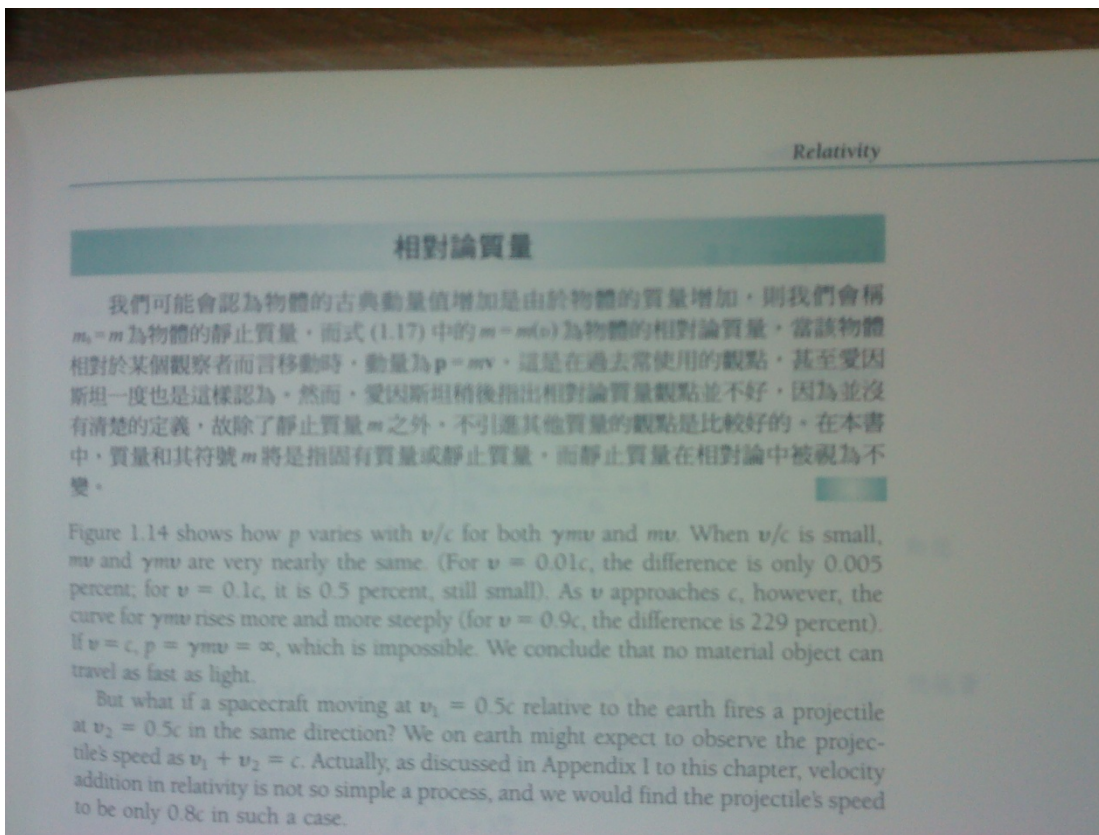 Relativity
相對論質量
我們可能會認為物體的古典動量值增加是由於物體的質量增加，則我們會稱
m₀=m為物體的靜止質量，而式 (1.17) 中的 m=m(υ)為物體的相對論質量，當該物體
相對於某個觀察者而言移動時，動量為p=mv，這是在過去常使用的觀點，甚至愛因
斯坦一度也是這樣認為。然而，愛因斯坦稍後指出相對論質量觀點並不好，因為並沒
有清楚的定義，故除了靜止質量m之外，不引進其他質量的觀點是比較好的。在本書
中，質量和其符號m將是指固有質量或靜止質量，而靜止質量在相對論中被視為不
變。
Figure 1.14 shows how p varies with υ/c for both γmυ and mυ. When υ/c is small,
mυ and γmυ are very nearly the same. (For υ = 0.01c, the difference is only 0.005
percent; for υ = 0.1c, it is 0.5 percent, still small). As υ approaches c, however, the
curve for γmυ rises more and more steeply (for υ = 0.9c, the difference is 229 percent).
If υ = c, p = γmυ = ∞, which is impossible. We conclude that no material object can
travel as fast as light.
But what if a spacecraft moving at υ₁ = 0.5c relative to the earth fires a projectile
at υ₂ = 0.5c in the same direction? We on earth might expect to observe the projec-
tile's speed as υ₁ + υ₂ = c. Actually, as discussed in Appendix I to this chapter, velocity
addition in relativity is not so simple a process, and we would find the projectile's speed
to be only 0.8c in such a case.